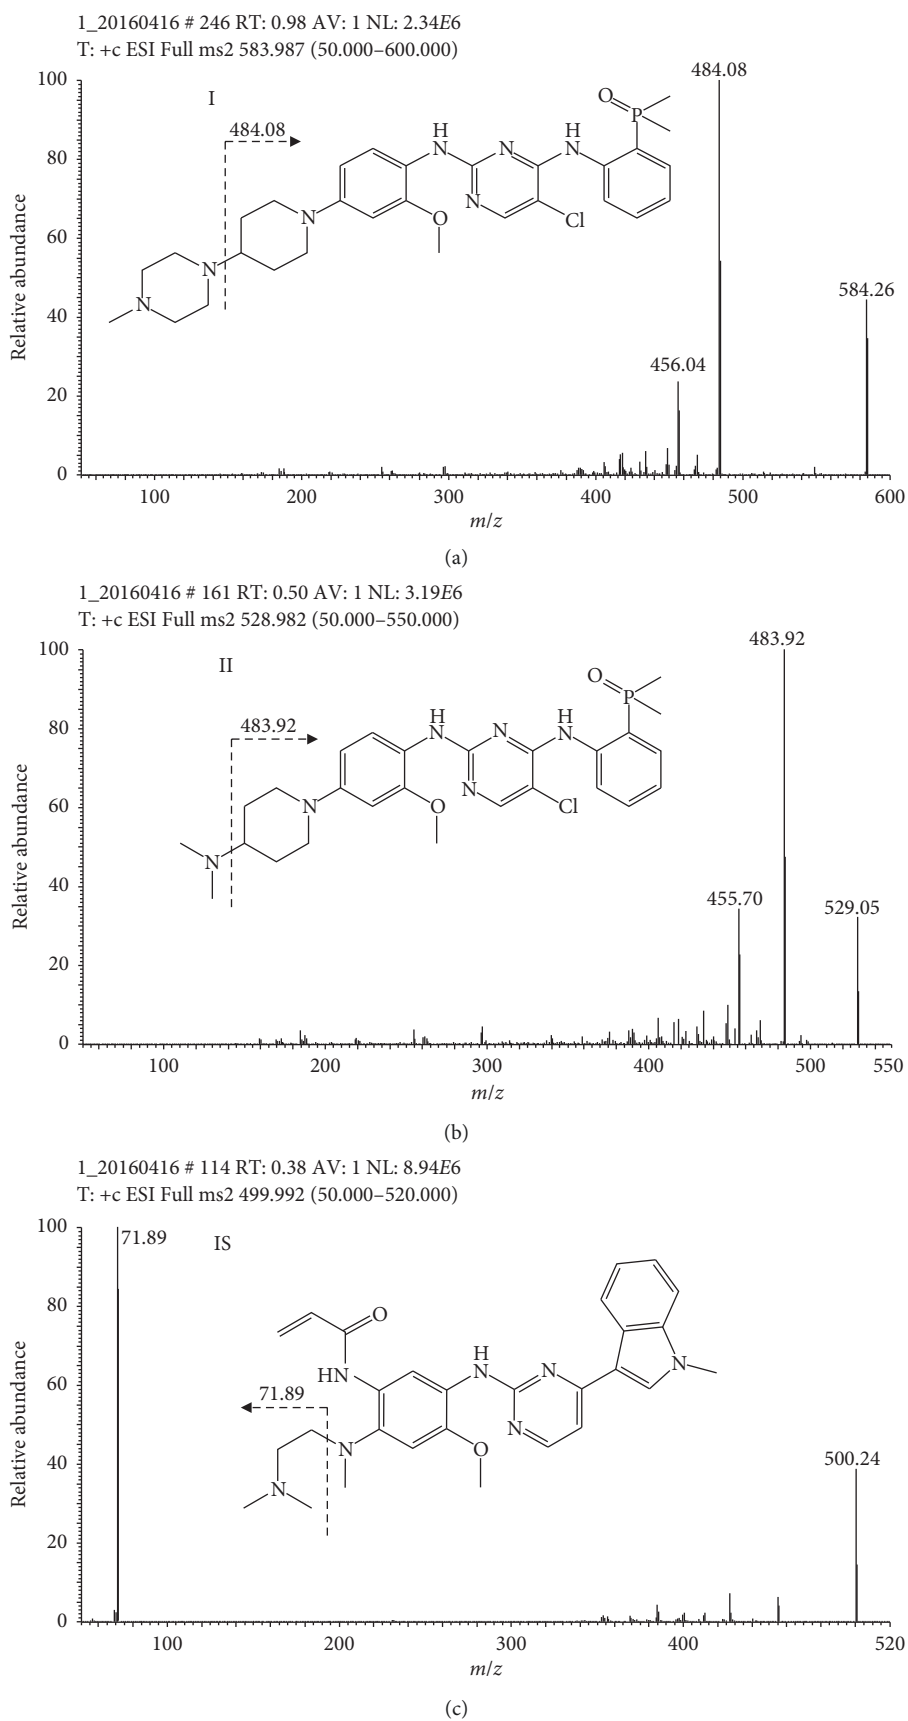 1_20160416 # 246 RT: 0.98 AV: 1 NL: 2.34E6
T: +c ESI Full ms2 583.987 (50.000–600.000)
100
80
60
40
20
0
Relative abundance
I
484.08
484.08
584.26
456.04
H
N
N
N
H
N
O
P
Cl
O
N
N
N
100
200
300
400
500
600
m/z
(a)
1_20160416 # 161 RT: 0.50 AV: 1 NL: 3.19E6
T: +c ESI Full ms2 528.982 (50.000–550.000)
100
80
60
40
20
0
Relative abundance
II
483.92
483.92
455.70
529.05
H
N
N
N
H
N
O
P
Cl
O
N
N
100
200
300
400
500
550
m/z
(b)
1_20160416 # 114 RT: 0.38 AV: 1 NL: 8.94E6
T: +c ESI Full ms2 499.992 (50.000–520.000)
100
80
60
40
20
0
Relative abundance
71.89
IS
O
HN
H
N
N
N
N
71.89
N
O
N
500.24
100
200
300
400
520
m/z
(c)